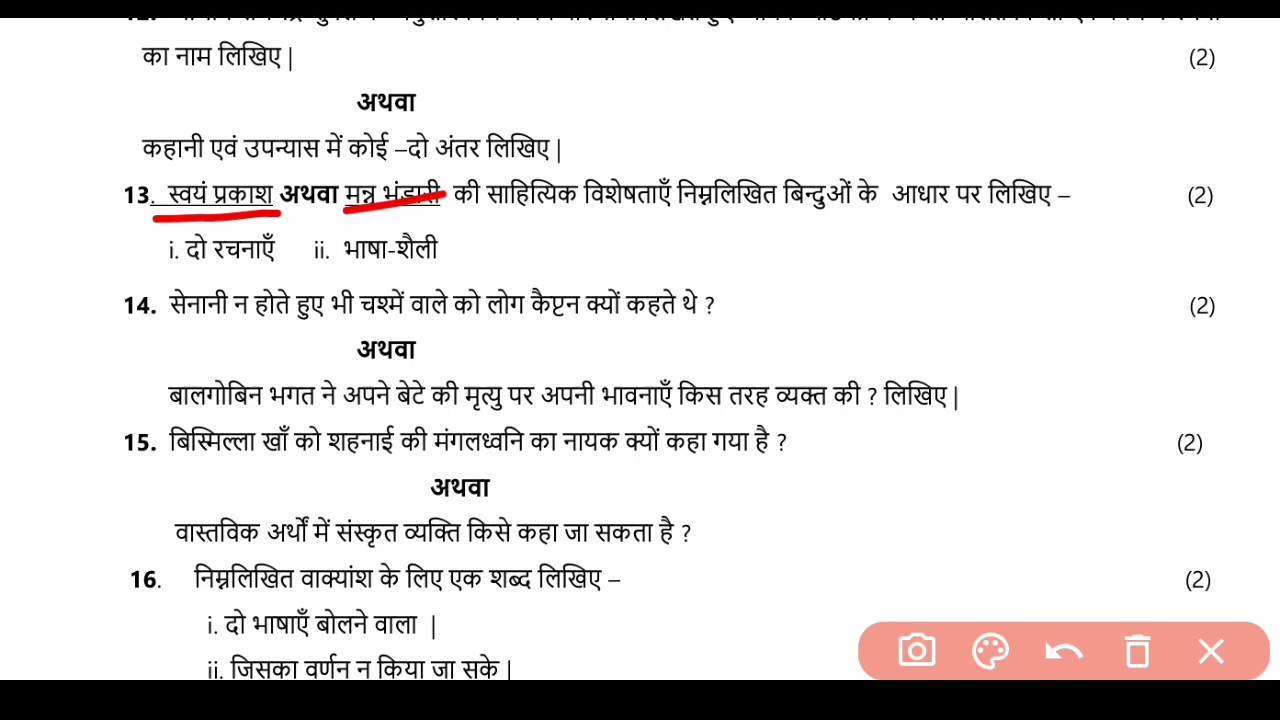 का नाम लिखिए | (2)
अथवा
कहानी एवं उपन्यास में कोई –दो अंतर लिखिए |
13. स्वयं प्रकाश अथवा मन्न भंडारी की साहित्यिक विशेषताएँ निम्नलिखित बिन्दुओं के आधार पर लिखिए – (2)
i. दो रचनाएँ ii. भाषा-शैली
14. सेनानी न होते हुए भी चश्में वाले को लोग कैप्टन क्यों कहते थे ? (2)
अथवा
बालगोबिन भगत ने अपने बेटे की मृत्यु पर अपनी भावनाएँ किस तरह व्यक्त की ? लिखिए |
15. बिस्मिल्ला खाँ को शहनाई की मंगलध्वनि का नायक क्यों कहा गया है ? (2)
अथवा
वास्तविक अर्थों में संस्कृत व्यक्ति किसे कहा जा सकता है ?
16. निम्नलिखित वाक्यांश के लिए एक शब्द लिखिए – (2)
i. दो भाषाएँ बोलने वाला |
ii. जिसका वर्णन न किया जा सके |